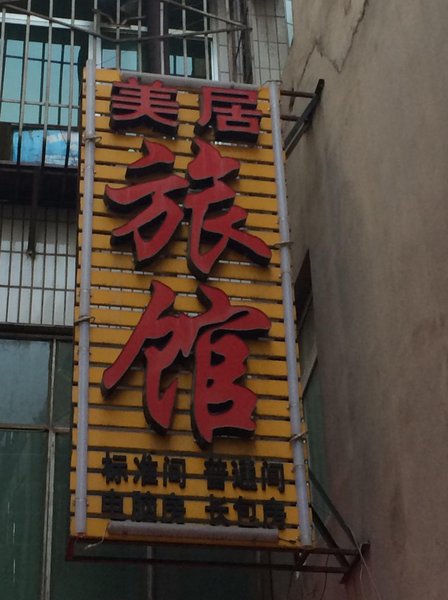 美居
旅馆
标准间 普通间
电脑房 长包房